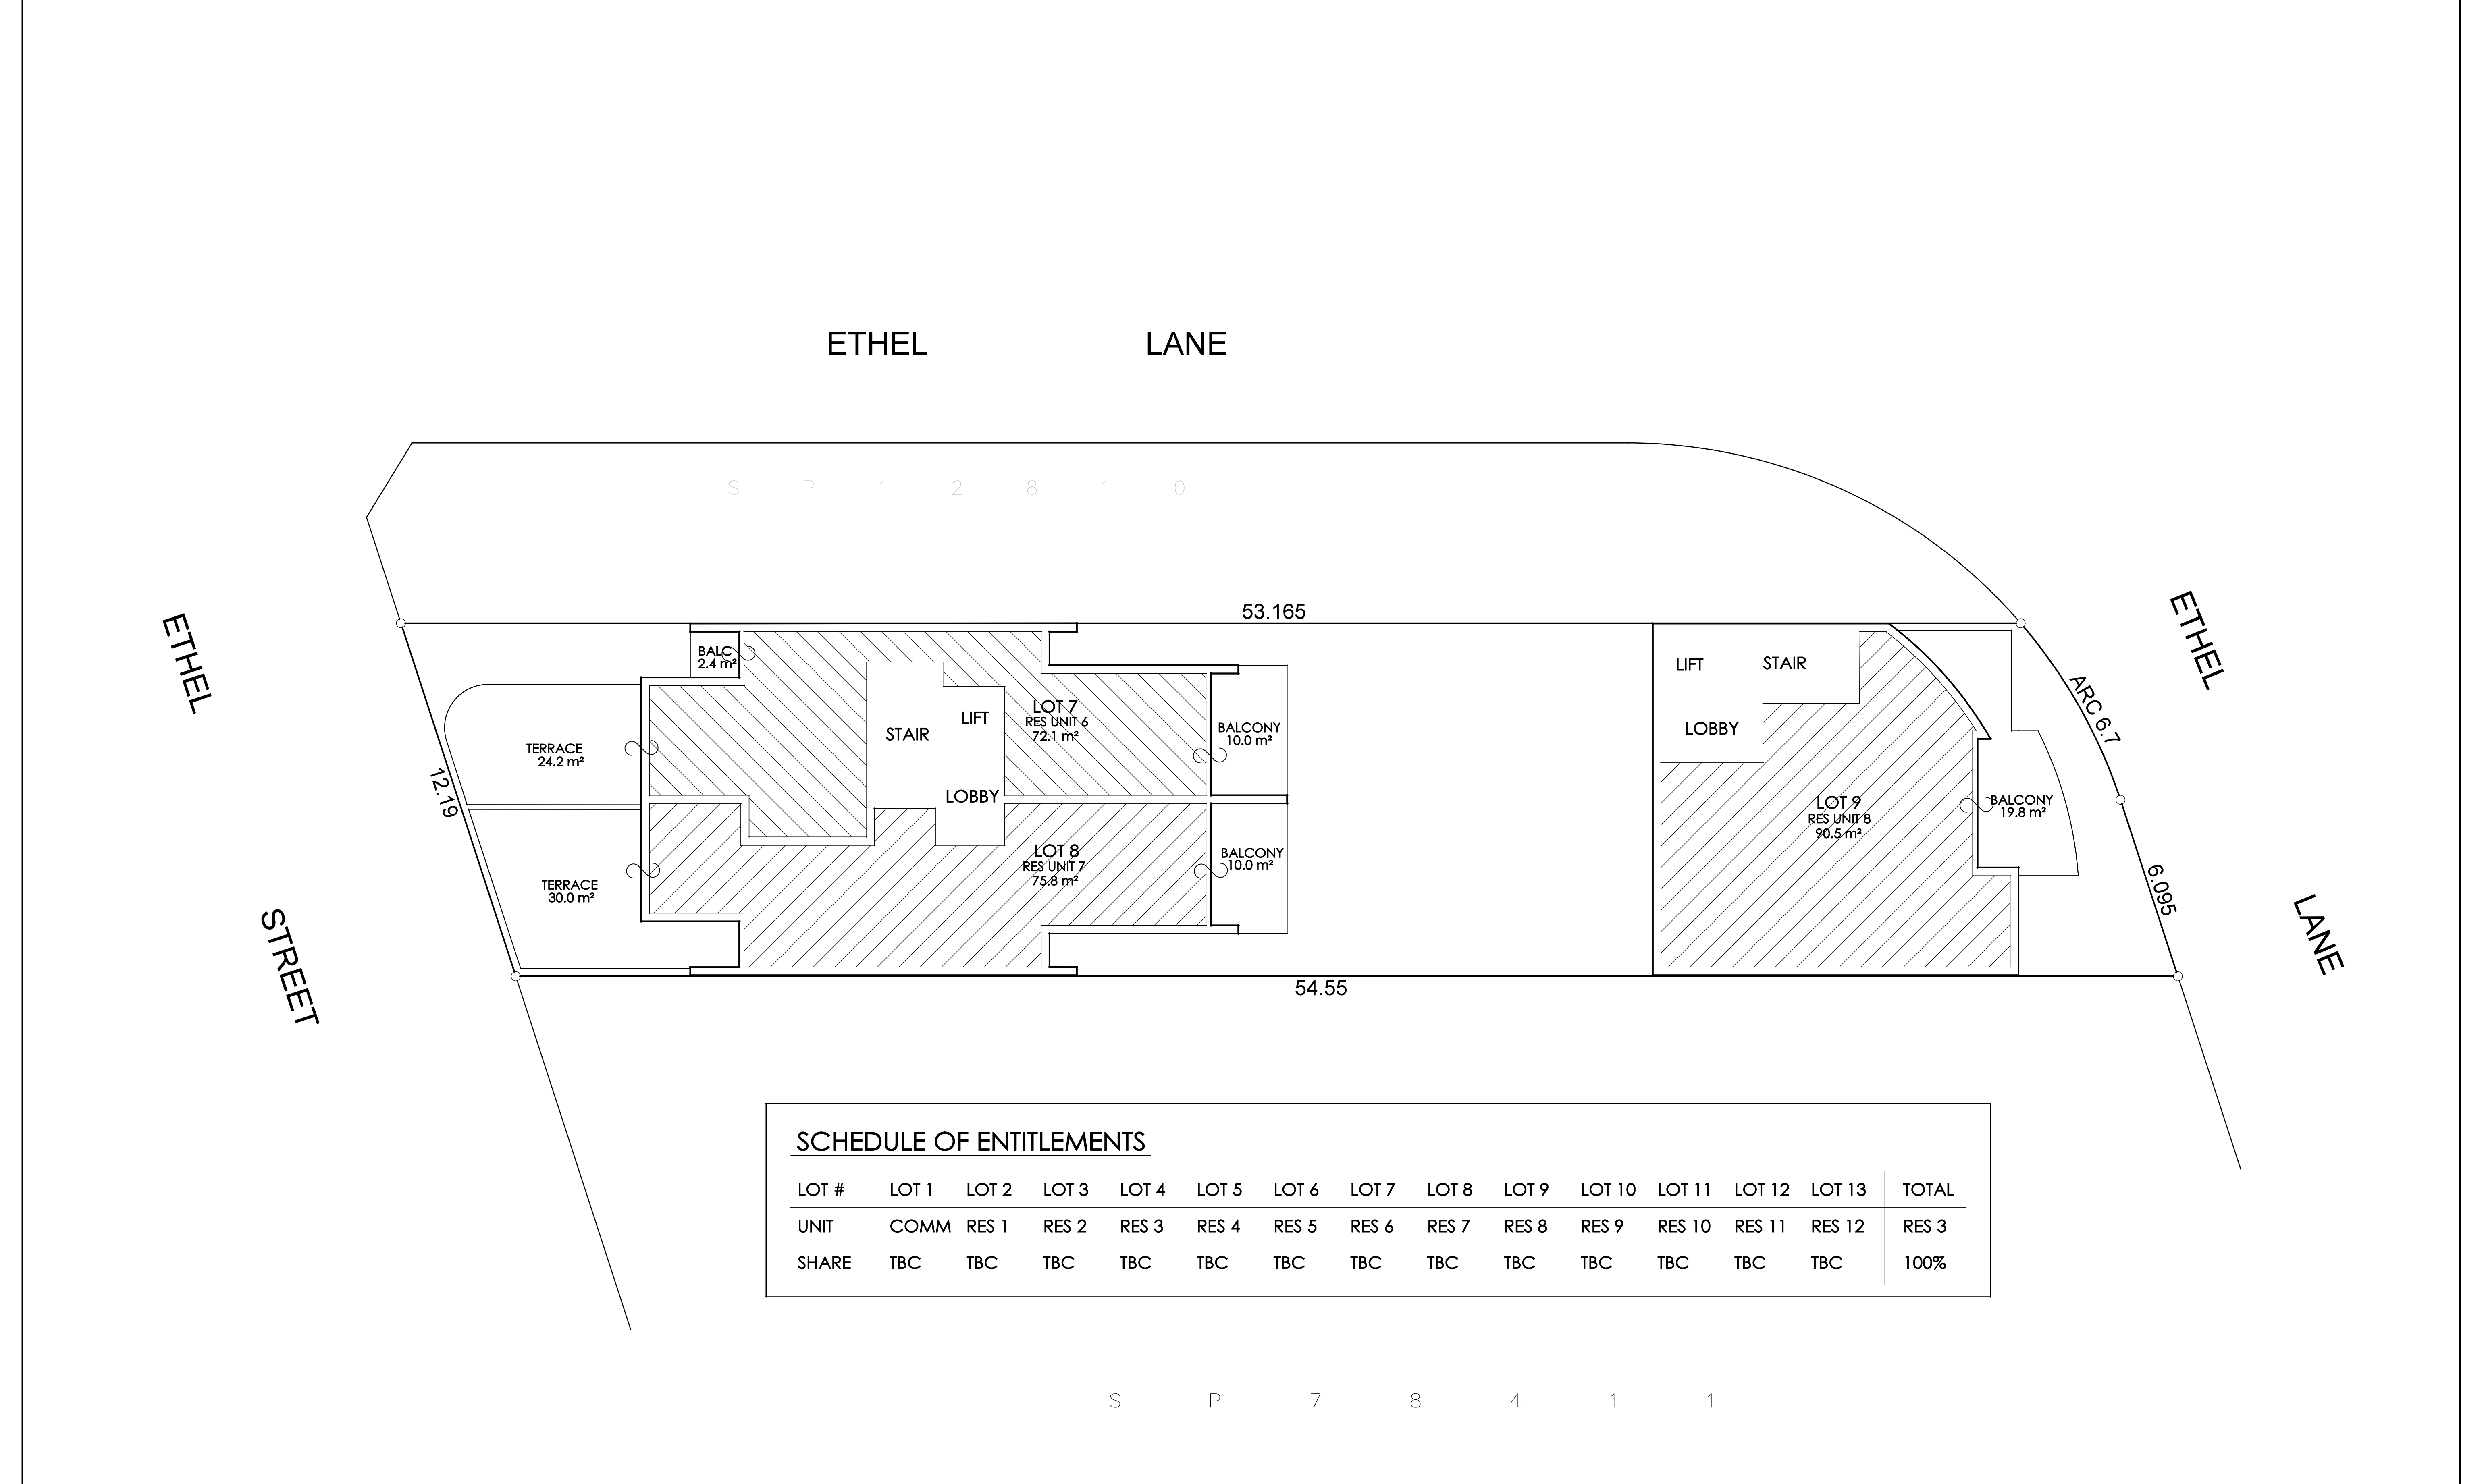 ETHEL LANE
S P 1 2 8 1 0
ETHEL STREET
ETHEL LANE
53.165
12.19
ARC 6.7
6.095
54.55
BALC
2.4 m²
TERRACE
24.2 m²
TERRACE
30.0 m²
STAIR
LIFT
LOBBY
LOT 7
RES UNIT 6
72.1 m²
BALCONY
10.0 m²
LOT 8
RES UNIT 7
75.8 m²
BALCONY
10.0 m²
LIFT
STAIR
LOBBY
LOT 9
RES UNIT 8
90.5 m²
BALCONY
19.8 m²
SCHEDULE OF ENTITLEMENTS
LOT # LOT 1 LOT 2 LOT 3 LOT 4 LOT 5 LOT 6 LOT 7 LOT 8 LOT 9 LOT 10 LOT 11 LOT 12 LOT 13 TOTAL
UNIT COMM RES 1 RES 2 RES 3 RES 4 RES 5 RES 6 RES 7 RES 8 RES 9 RES 10 RES 11 RES 12 RES 3
SHARE TBC TBC TBC TBC TBC TBC TBC TBC TBC TBC TBC TBC TBC 100%
S P 7 8 4 1 1